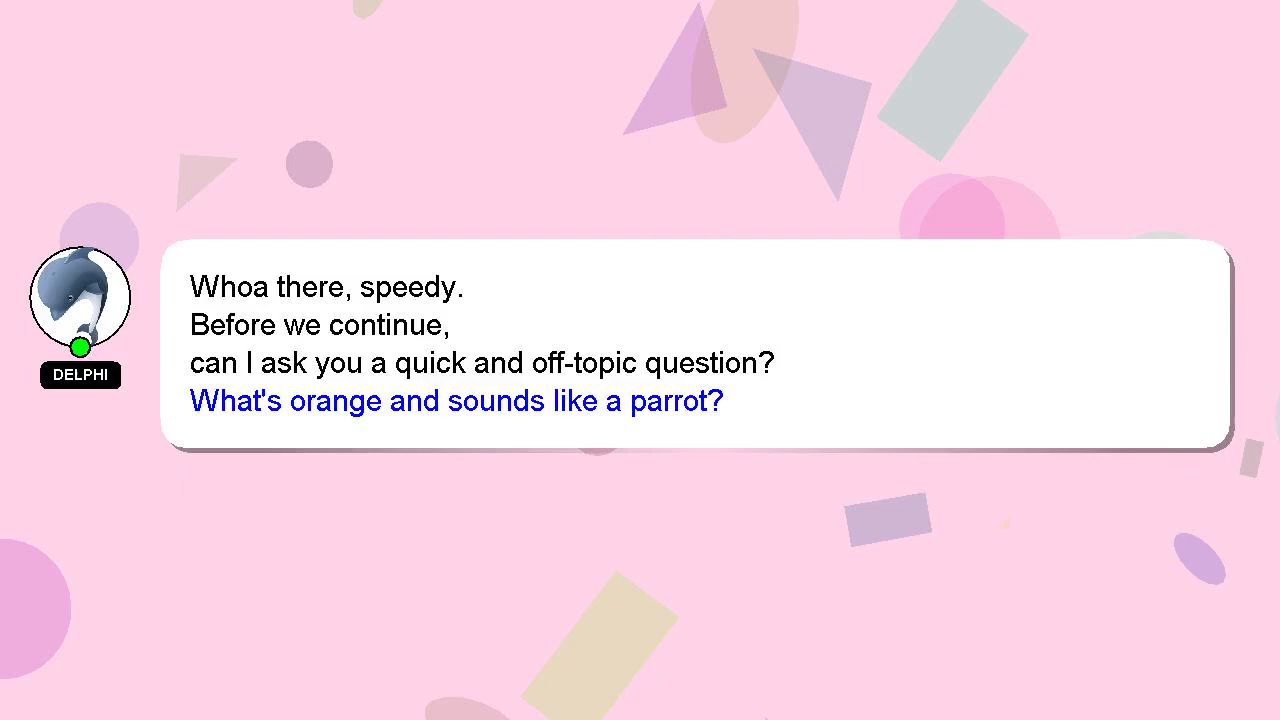 Whoa there, speedy.
Before we continue,
can I ask you a quick and off-topic question?
What's orange and sounds like a parrot?
DELPHI